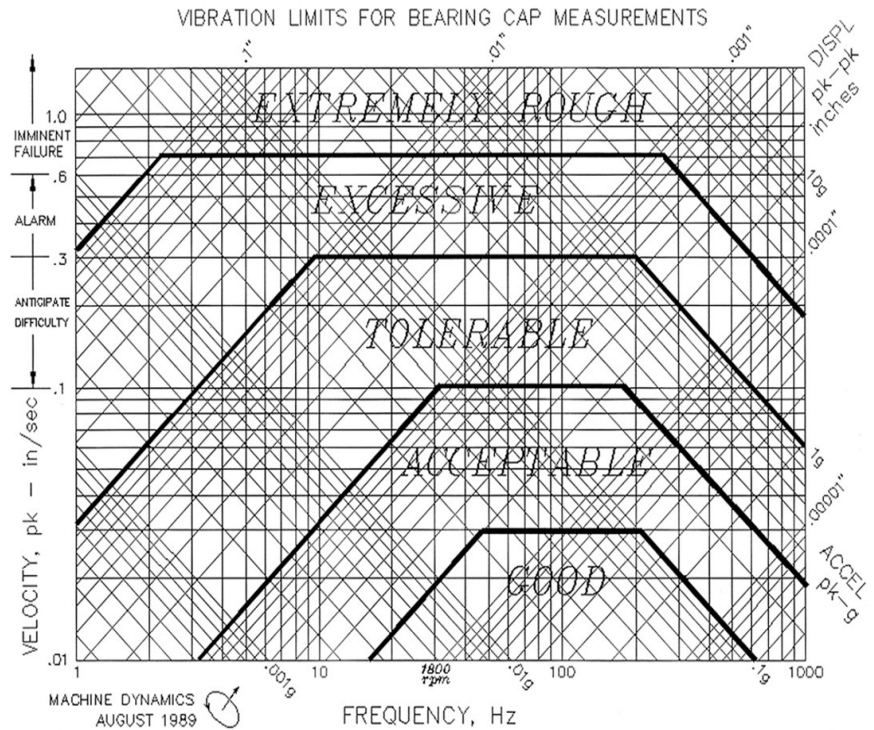 VIBRATION LIMITS FOR BEARING CAP MEASUREMENTS
.1"
.01"
.001"
DISPL
pk-pk
inches
EXTREMELY ROUGH
1.0
IMMINENT
FAILURE
.6
10g
EXCESSIVE
ALARM
.0001"
.3
ANTICIPATE
DIFFICULTY
TOLERABLE
.1
VELOCITY, pk - in/sec
ACCEPTABLE
1g
.00001"
ACCEL
pk-g
GOOD
.01
1
.001g
10
1800
rpm
.01g
100
.1g
1000
MACHINE DYNAMICS
AUGUST 1989
FREQUENCY, Hz